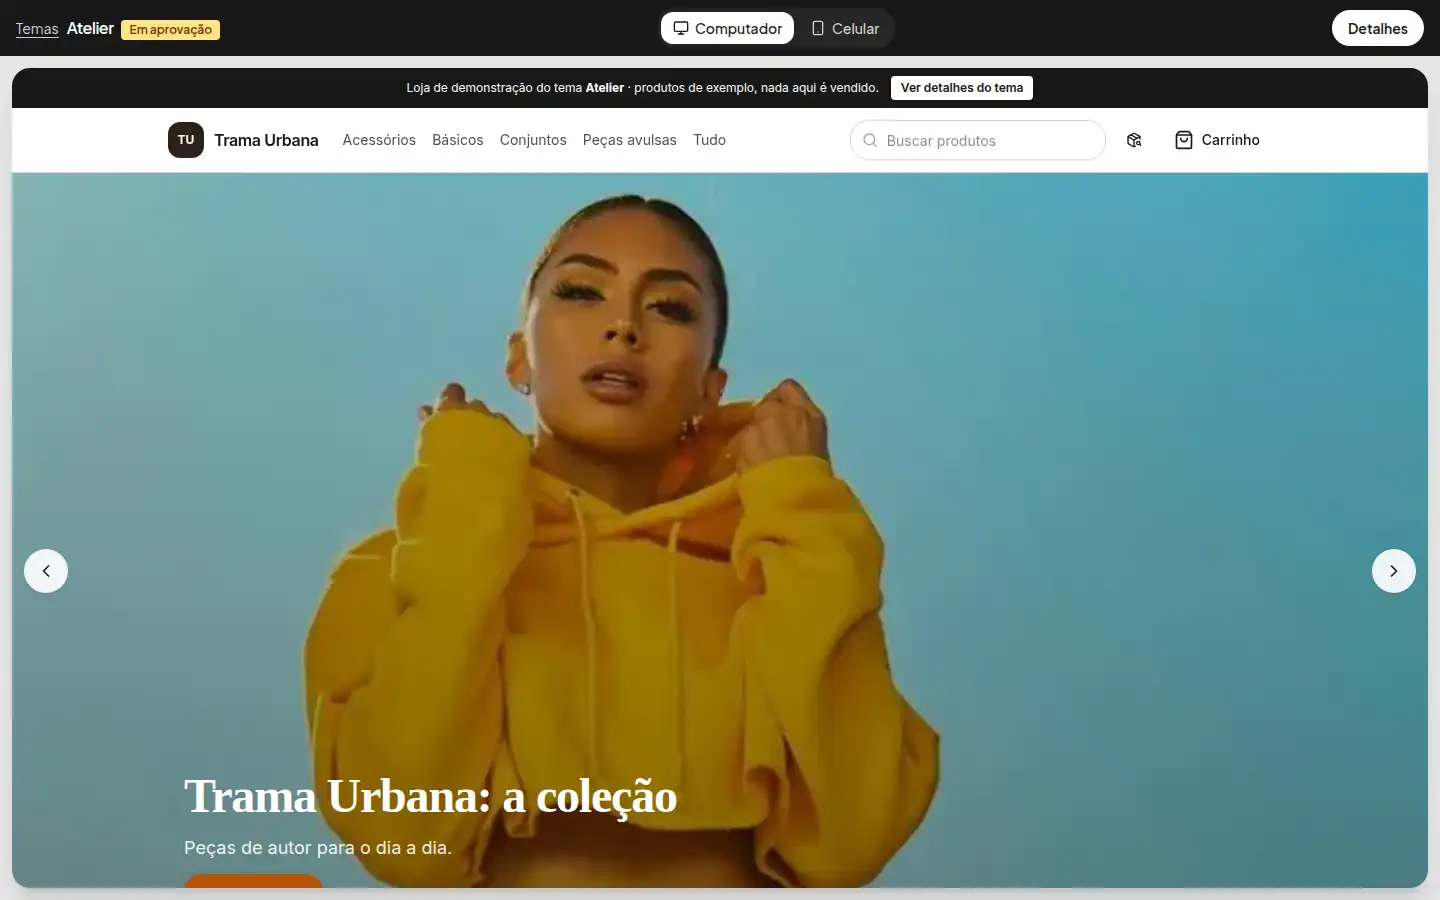 Temas Atelier Em aprovação
Computador
Celular
Detalhes
Loja de demonstração do tema Atelier · produtos de exemplo, nada aqui é vendido.
Ver detalhes do tema
TU
Trama Urbana
Acessórios
Básicos
Conjuntos
Peças avulsas
Tudo
Buscar produtos
Carrinho
Trama Urbana: a coleção
Peças de autor para o dia a dia.